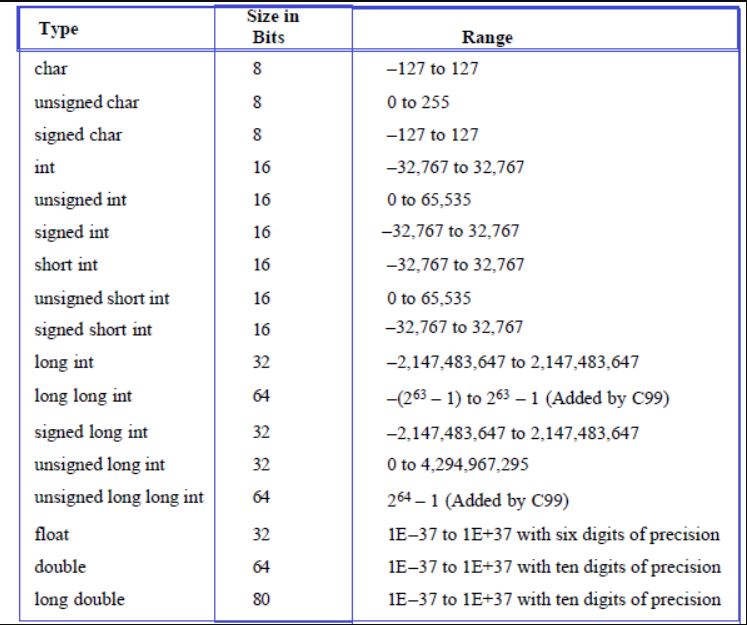 Type Size in Bits Range
char 8 –127 to 127
unsigned char 8 0 to 255
signed char 8 –127 to 127
int 16 –32,767 to 32,767
unsigned int 16 0 to 65,535
signed int 16 –32,767 to 32,767
short int 16 –32,767 to 32,767
unsigned short int 16 0 to 65,535
signed short int 16 –32,767 to 32,767
long int 32 –2,147,483,647 to 2,147,483,647
long long int 64 –(2⁶³ – 1) to 2⁶³ – 1 (Added by C99)
signed long int 32 –2,147,483,647 to 2,147,483,647
unsigned long int 32 0 to 4,294,967,295
unsigned long long int 64 2⁶⁴ – 1 (Added by C99)
float 32 1E–37 to 1E+37 with six digits of precision
double 64 1E–37 to 1E+37 with ten digits of precision
long double 80 1E–37 to 1E+37 with ten digits of precision